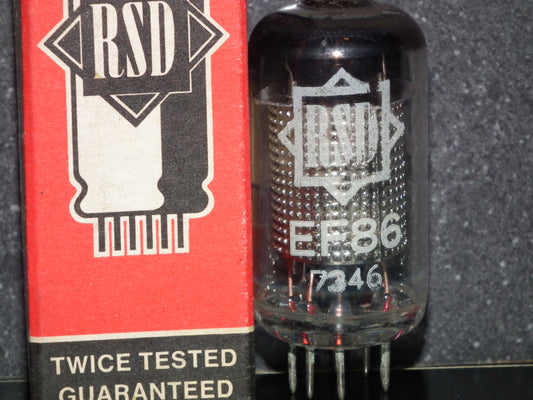 RSD
TWICE TESTED
GUARANTEED
RSD
EF86
7346